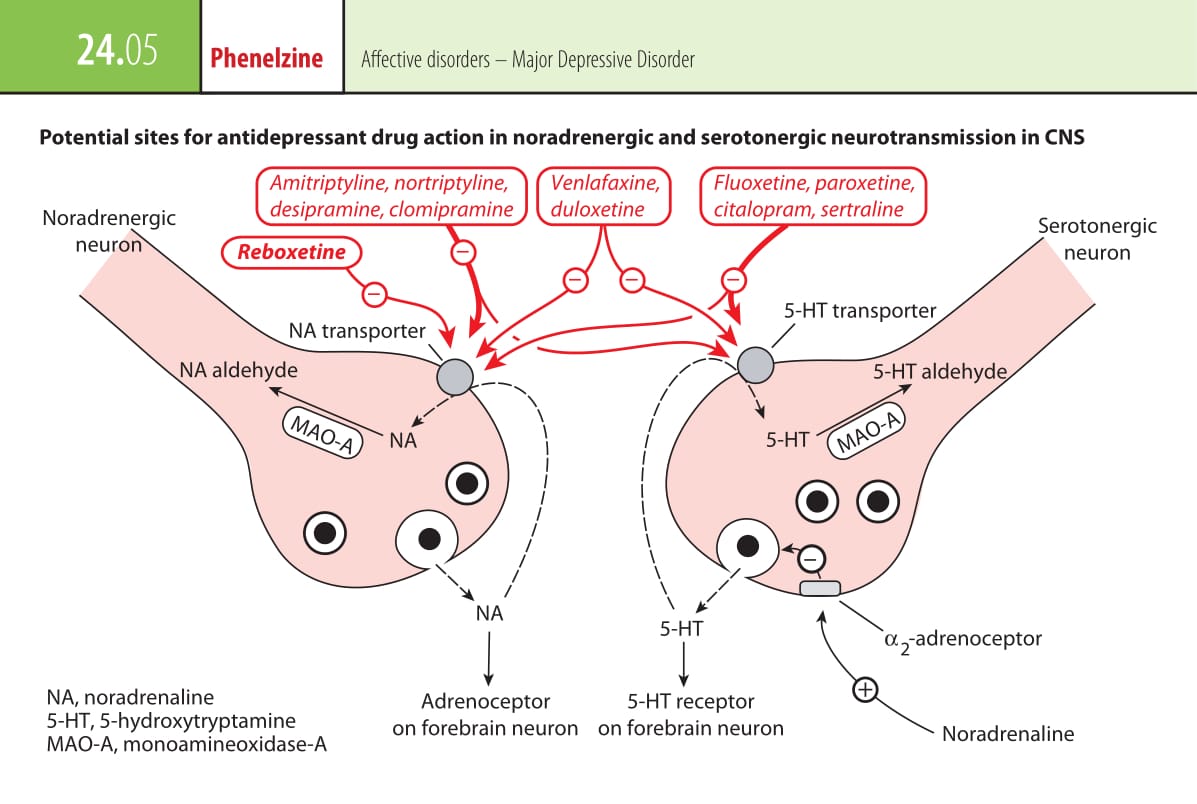 24.05
Phenelzine
Affective disorders – Major Depressive Disorder
Potential sites for antidepressant drug action in noradrenergic and serotonergic neurotransmission in CNS
Amitriptyline, nortriptyline,
desipramine, clomipramine
Venlafaxine,
duloxetine
Fluoxetine, paroxetine,
citalopram, sertraline
Noradrenergic
neuron
Reboxetine
Serotonergic
neuron
NA transporter
5-HT transporter
NA aldehyde
5-HT aldehyde
MAO-A
NA
5-HT
MAO-A
−
−
−
−
−
−
NA
5-HT
α2-adrenoceptor
+
Adrenoceptor
on forebrain neuron
5-HT receptor
on forebrain neuron
Noradrenaline
NA, noradrenaline
5-HT, 5-hydroxytryptamine
MAO-A, monoamineoxidase-A